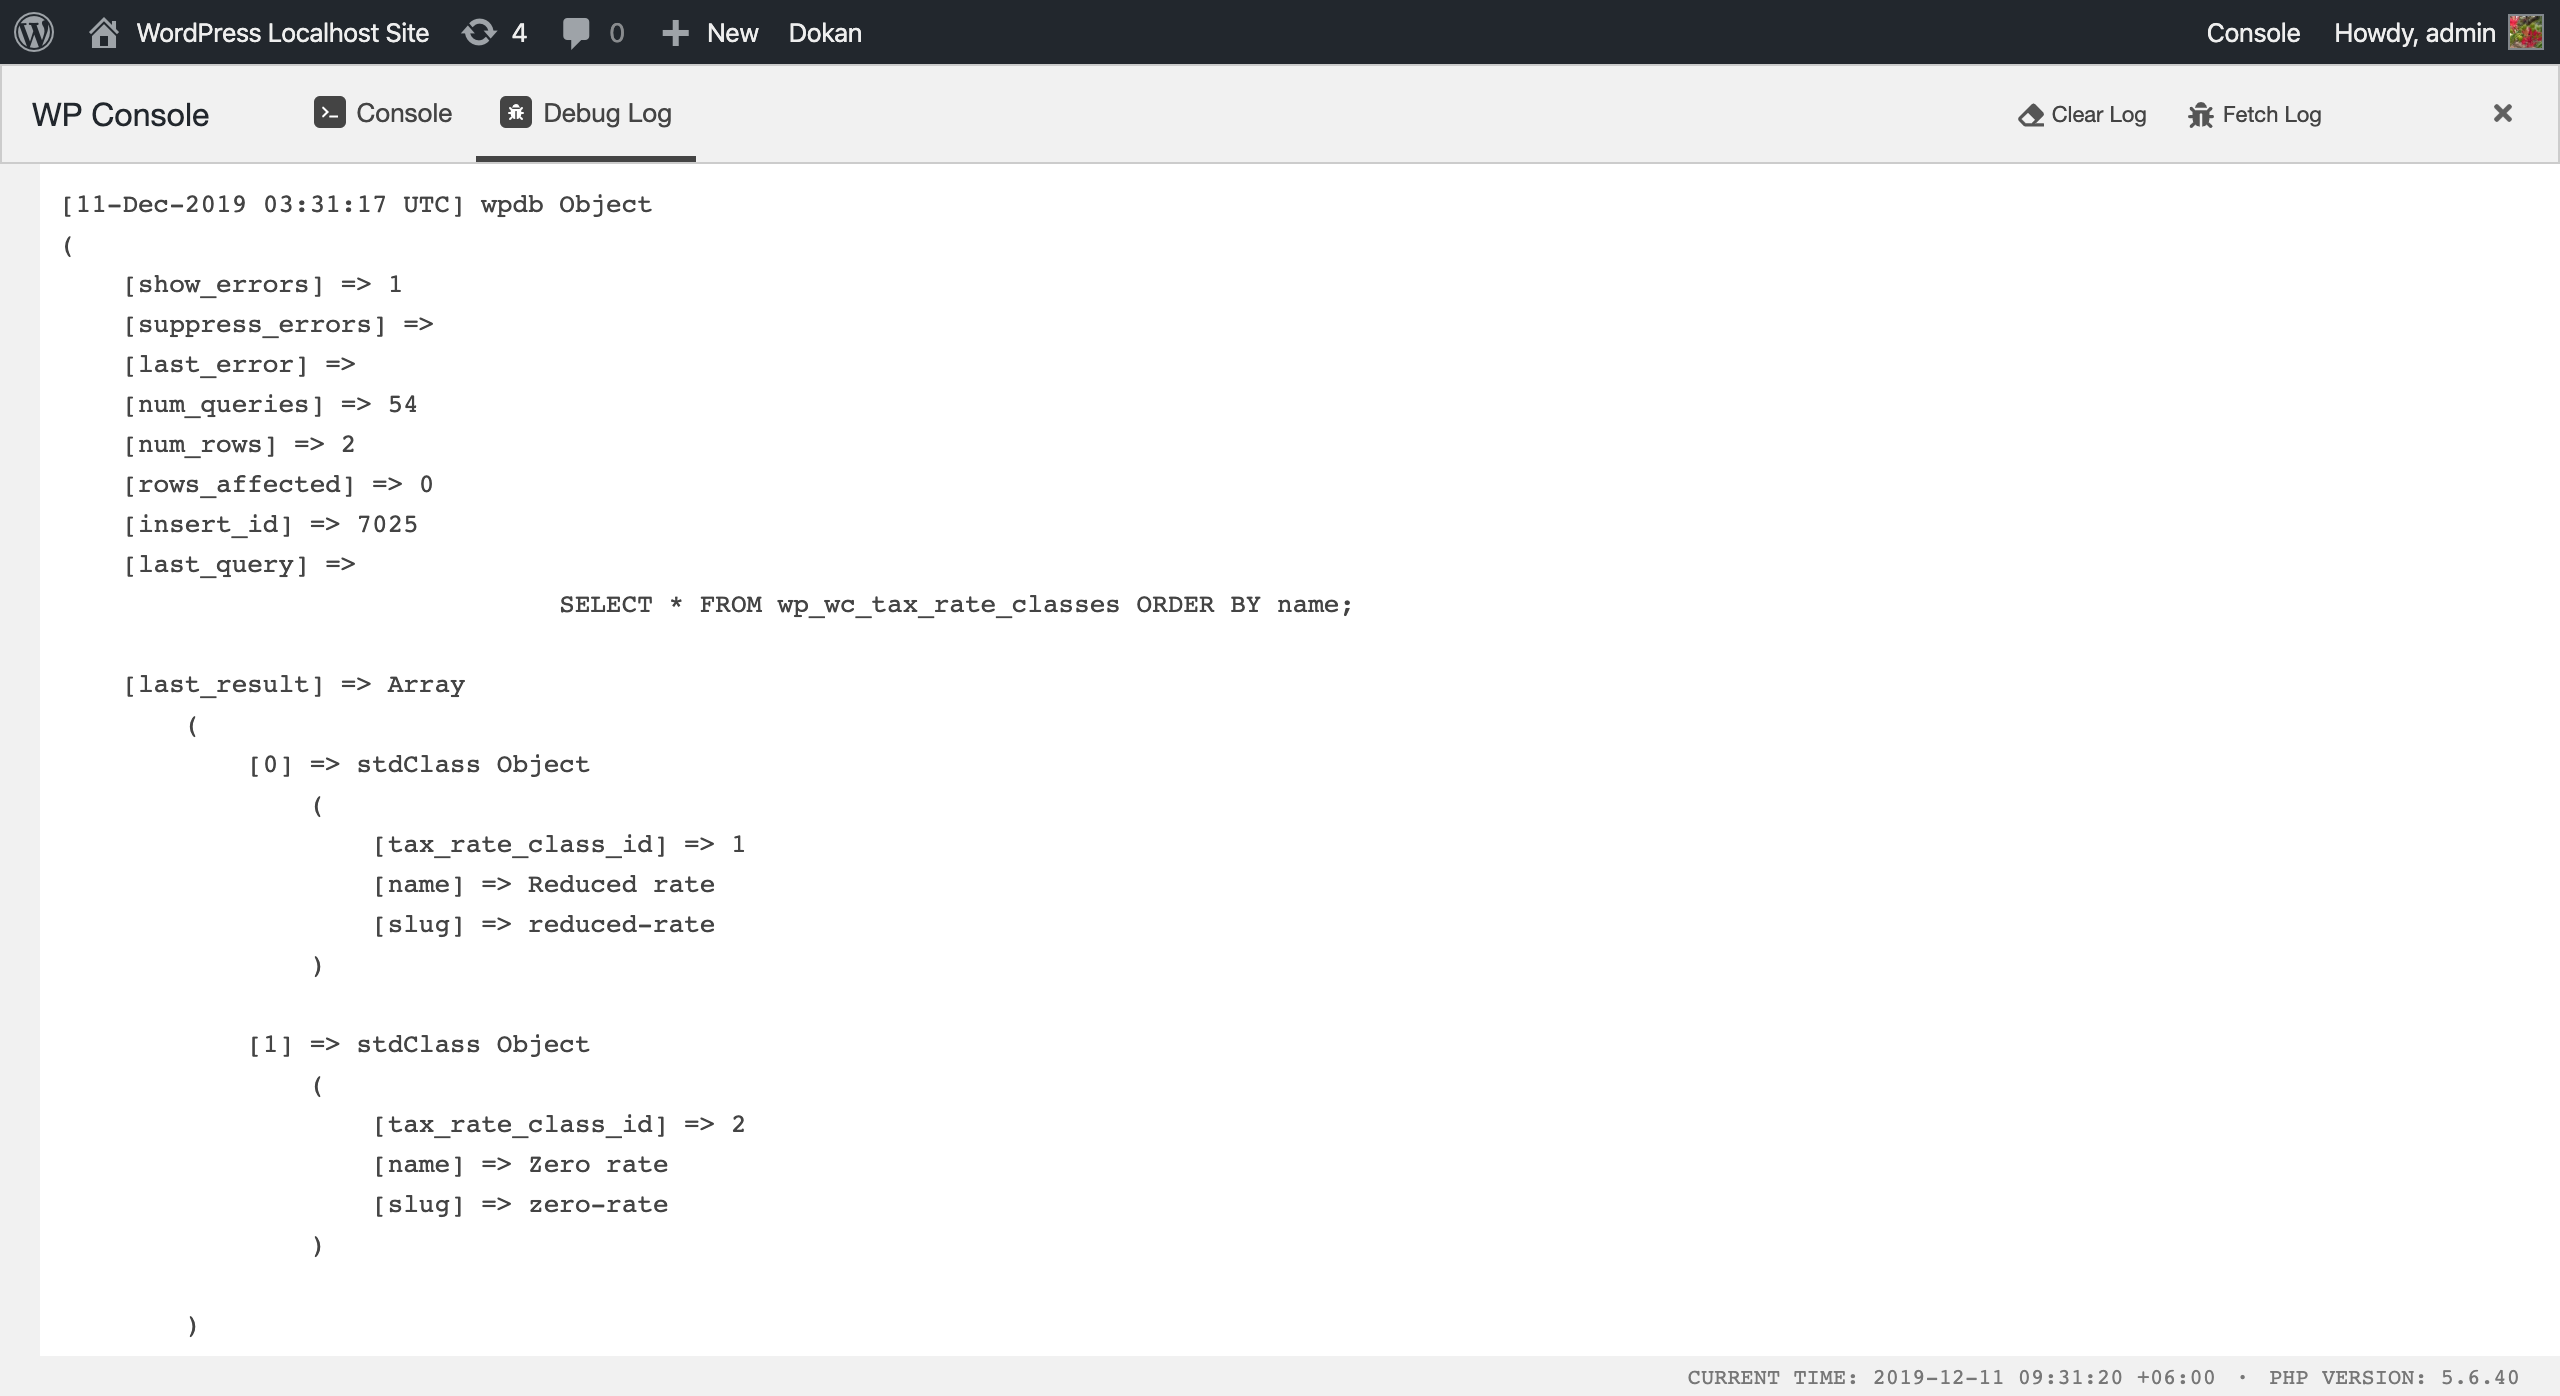 WordPress Localhost Site 4 0 New Dokan Console Howdy, admin
WP Console Console Debug Log Clear Log Fetch Log
[11-Dec-2019 03:31:17 UTC] wpdb Object
(
    [show_errors] => 1
    [suppress_errors] =>
    [last_error] =>
    [num_queries] => 54
    [num_rows] => 2
    [rows_affected] => 0
    [insert_id] => 7025
    [last_query] =>
                                SELECT * FROM wp_wc_tax_rate_classes ORDER BY name;
    [last_result] => Array
        (
            [0] => stdClass Object
                (
                    [tax_rate_class_id] => 1
                    [name] => Reduced rate
                    [slug] => reduced-rate
                )
            [1] => stdClass Object
                (
                    [tax_rate_class_id] => 2
                    [name] => Zero rate
                    [slug] => zero-rate
                )
        )
CURRENT TIME: 2019-12-11 09:31:20 +06:00 · PHP VERSION: 5.6.40